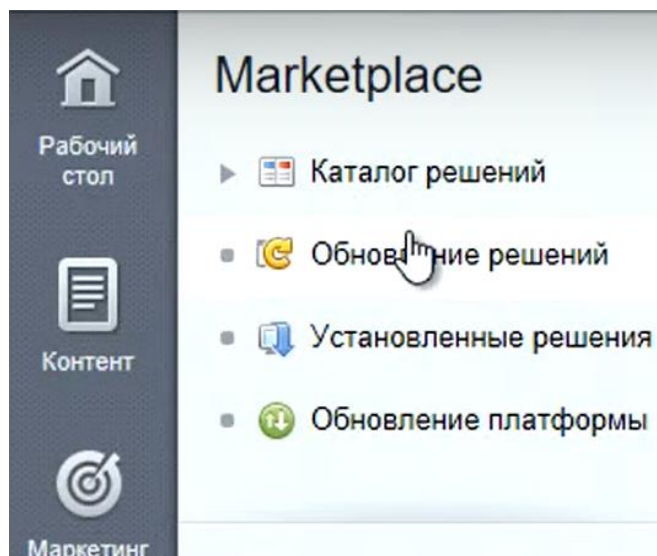 Marketplace
Рабочий
стол
Каталог решений
Обновление решений
Контент
Установленные решения
Обновление платформы
Маркетинг